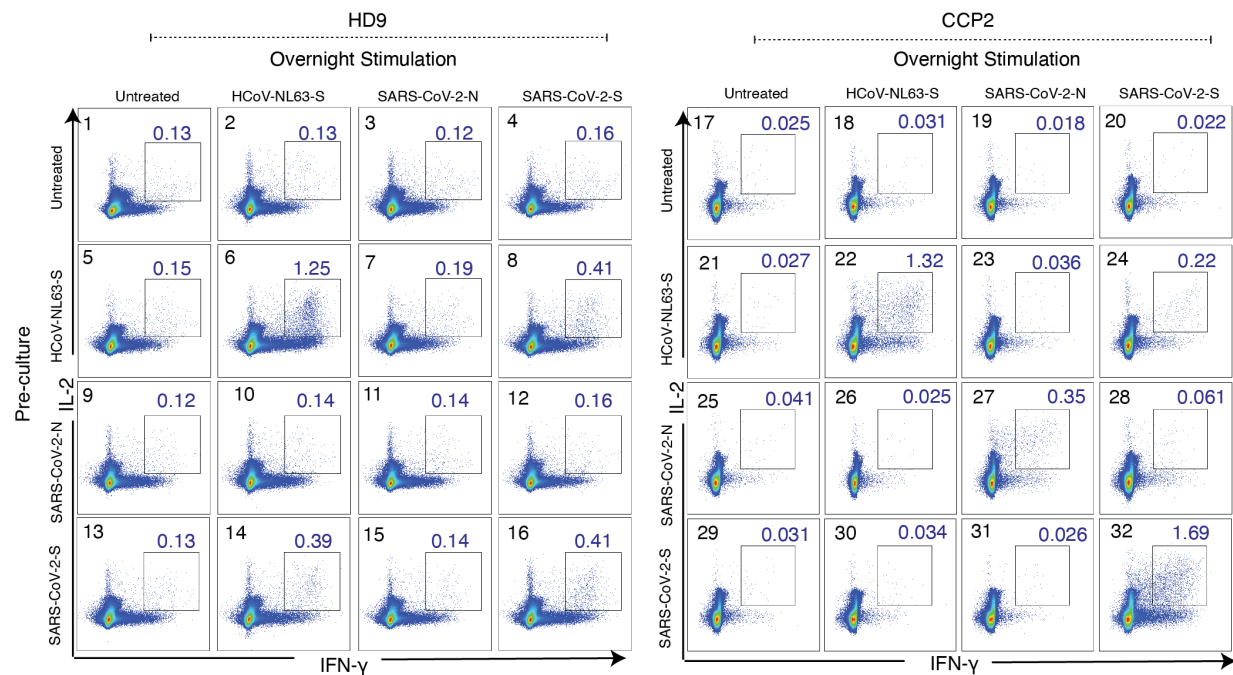 HD9
CCP2
Overnight Stimulation
Overnight Stimulation
Untreated HCoV-NL63-S SARS-CoV-2-N SARS-CoV-2-S
Untreated HCoV-NL63-S SARS-CoV-2-N SARS-CoV-2-S
Pre-culture
IL-2
Untreated
1 0.13 2 0.13 3 0.12 4 0.16
HCoV-NL63-S
5 0.15 6 1.25 7 0.19 8 0.41
SARS-CoV-2-N
9 0.12 10 0.14 11 0.14 12 0.16
SARS-CoV-2-S
13 0.13 14 0.39 15 0.14 16 0.41
IFN-γ
IL-2
Untreated
17 0.025 18 0.031 19 0.018 20 0.022
HCoV-NL63-S
21 0.027 22 1.32 23 0.036 24 0.22
SARS-CoV-2-N
25 0.041 26 0.025 27 0.35 28 0.061
SARS-CoV-2-S
29 0.031 30 0.034 31 0.026 32 1.69
IFN-γ